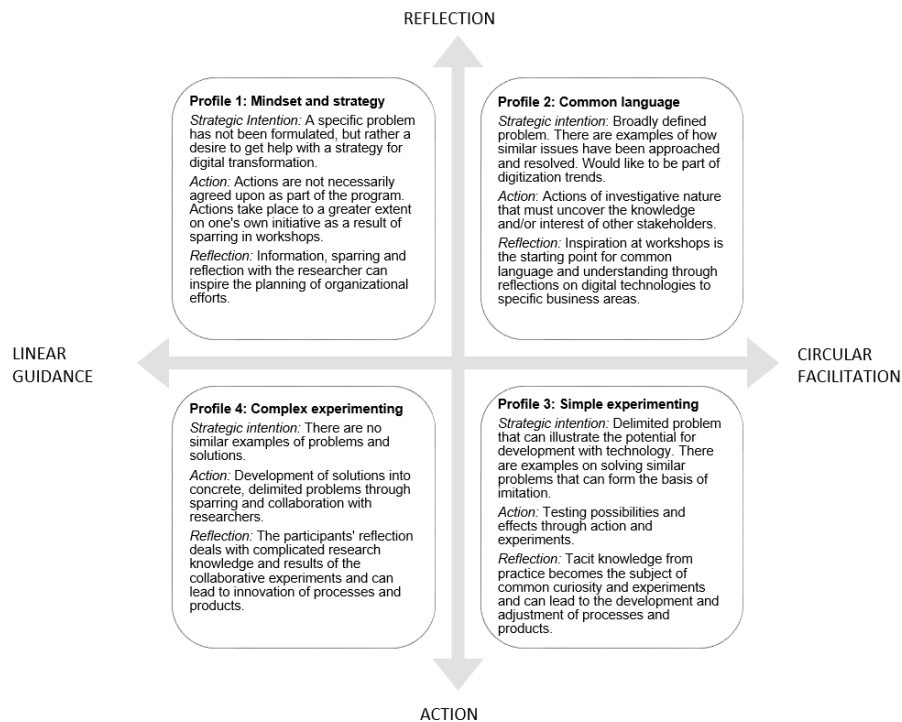 REFLECTION
Profile 1: Mindset and strategy
Strategic Intention: A specific problem
has not been formulated, but rather a
desire to get help with a strategy for
digital transformation.
Action: Actions are not necessarily
agreed upon as part of the program.
Actions take place to a greater extent
on one's own initiative as a result of
sparring in workshops.
Reflection: Information, sparring and
reflection with the researcher can
inspire the planning of organizational
efforts.
Profile 2: Common language
Strategic intention: Broadly defined
problem. There are examples of how
similar issues have been approached
and resolved. Would like to be part of
digitization trends.
Action: Actions of investigative nature
that must uncover the knowledge
and/or interest of other stakeholders.
Reflection: Inspiration at workshops is
the starting point for common
language and understanding through
reflections on digital technologies to
specific business areas.
LINEAR
GUIDANCE
CIRCULAR
FACILITATION
Profile 4: Complex experimenting
Strategic intention: There are no
similar examples of problems and
solutions.
Action: Development of solutions into
concrete, delimited problems through
sparring and collaboration with
researchers.
Reflection: The participants' reflection
deals with complicated research
knowledge and results of the
collaborative experiments and can
lead to innovation of processes and
products.
Profile 3: Simple experimenting
Strategic intention: Delimited problem
that can illustrate the potential for
development with technology. There
are examples on solving similar
problems that can form the basis of
imitation.
Action: Testing possibilities and
effects through action and
experiments.
Reflection: Tacit knowledge from
practice becomes the subject of
common curiosity and experiments
and can lead to the development and
adjustment of processes and
products.
ACTION